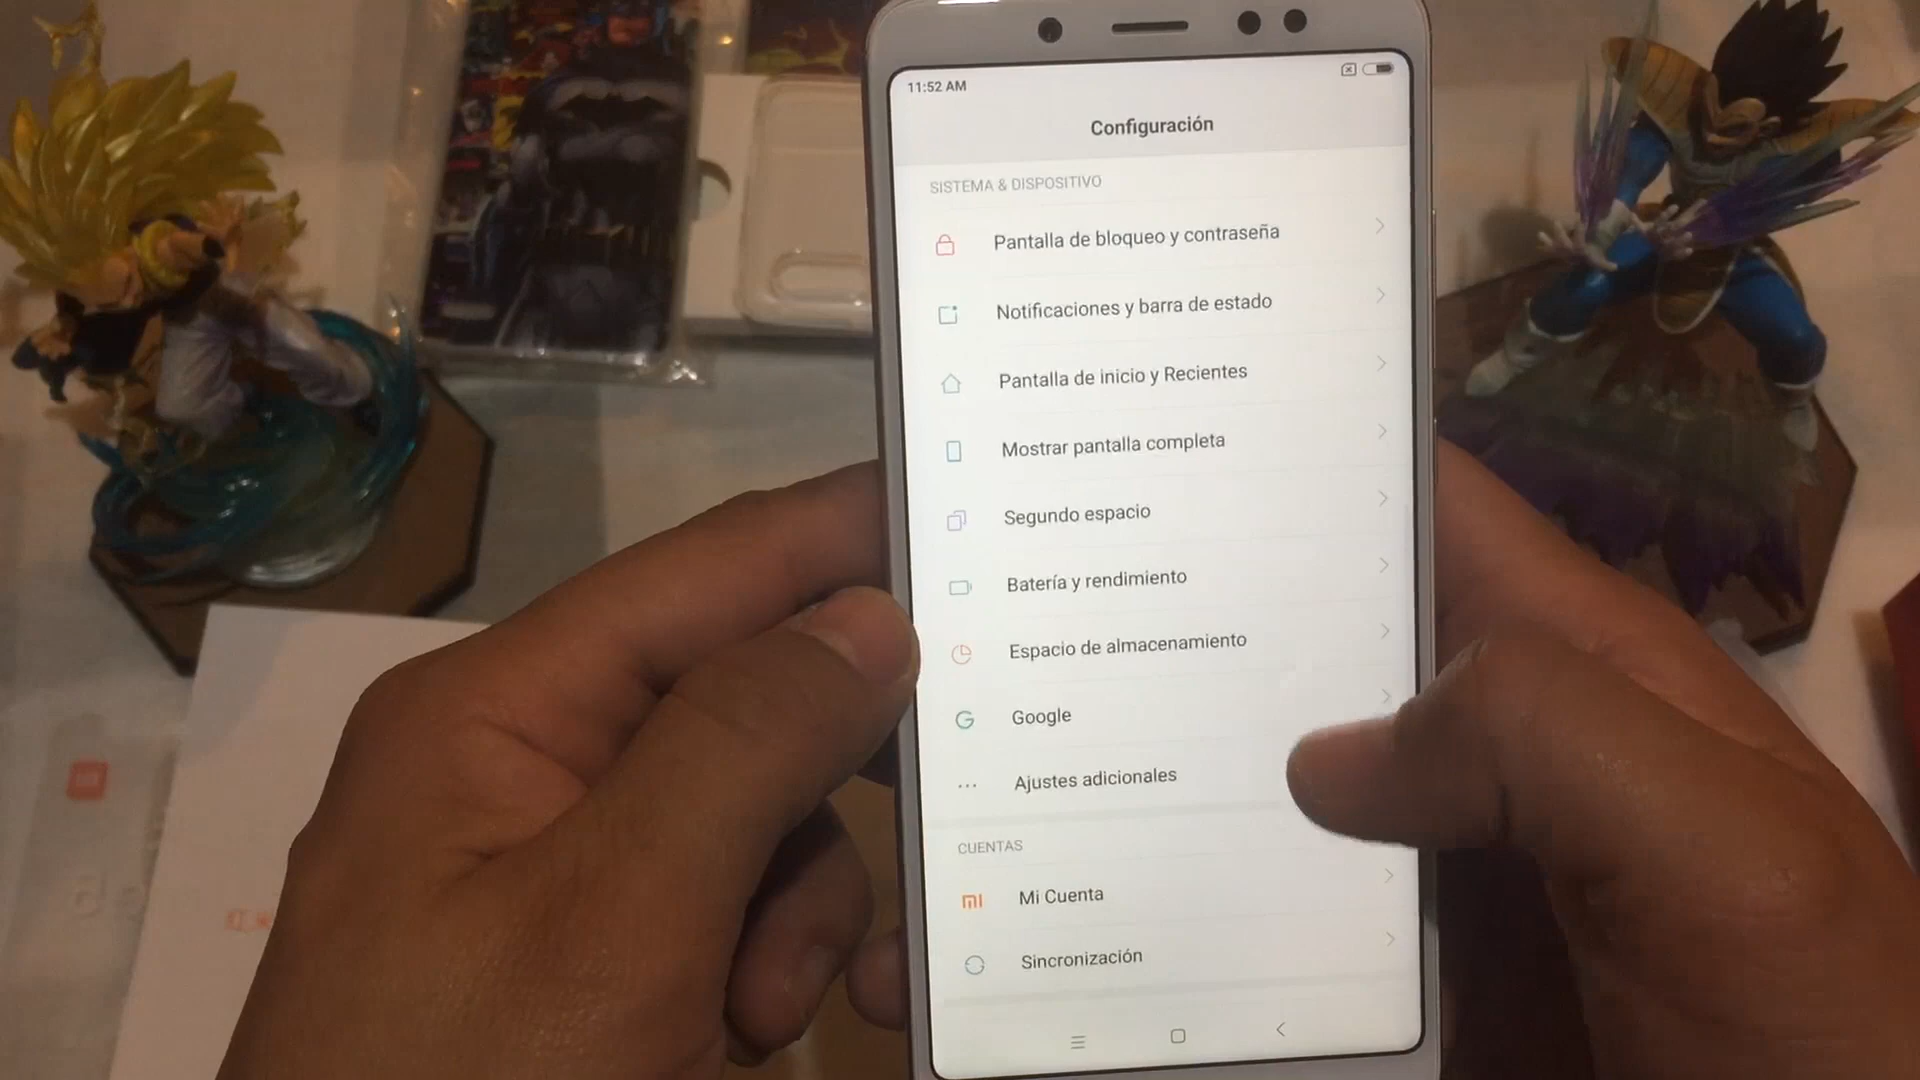 11:52 AM
Configuración
SISTEMA & DISPOSITIVO
Pantalla de bloqueo y contraseña
Notificaciones y barra de estado
Pantalla de inicio y Recientes
Mostrar pantalla completa
Segundo espacio
Batería y rendimiento
Espacio de almacenamiento
Google
Ajustes adicionales
CUENTAS
Mi Cuenta
Sincronización